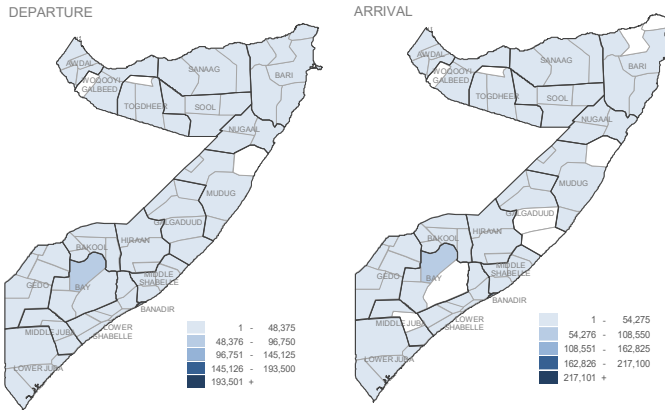 DEPARTURE
AWDAL
WOQOOYI
GALBEED
SANAAG
BARI
TOGDHEER
SOOL
NUGAAL
MUDUG
GALGADUUD
HIRAAN
BAKOOL
GEDO
BAY
MIDDLE
SHABELLE
BANADIR
LOWER
SHABELLE
MIDDLE JUBA
LOWER JUBA
1 - 48,375
48,376 - 96,750
96,751 - 145,125
145,126 - 193,500
193,501 +
ARRIVAL
AWDAL
WOQOOYI
GALBEED
SANAAG
BARI
TOGDHEER
SOOL
NUGAAL
MUDUG
GALGADUUD
HIRAAN
BAKOOL
GEDO
BAY
MIDDLE
SHABELLE
BANADIR
LOWER
SHABELLE
MIDDLE JUBA
LOWER JUBA
1 - 54,275
54,276 - 108,550
108,551 - 162,825
162,826 - 217,100
217,101 +